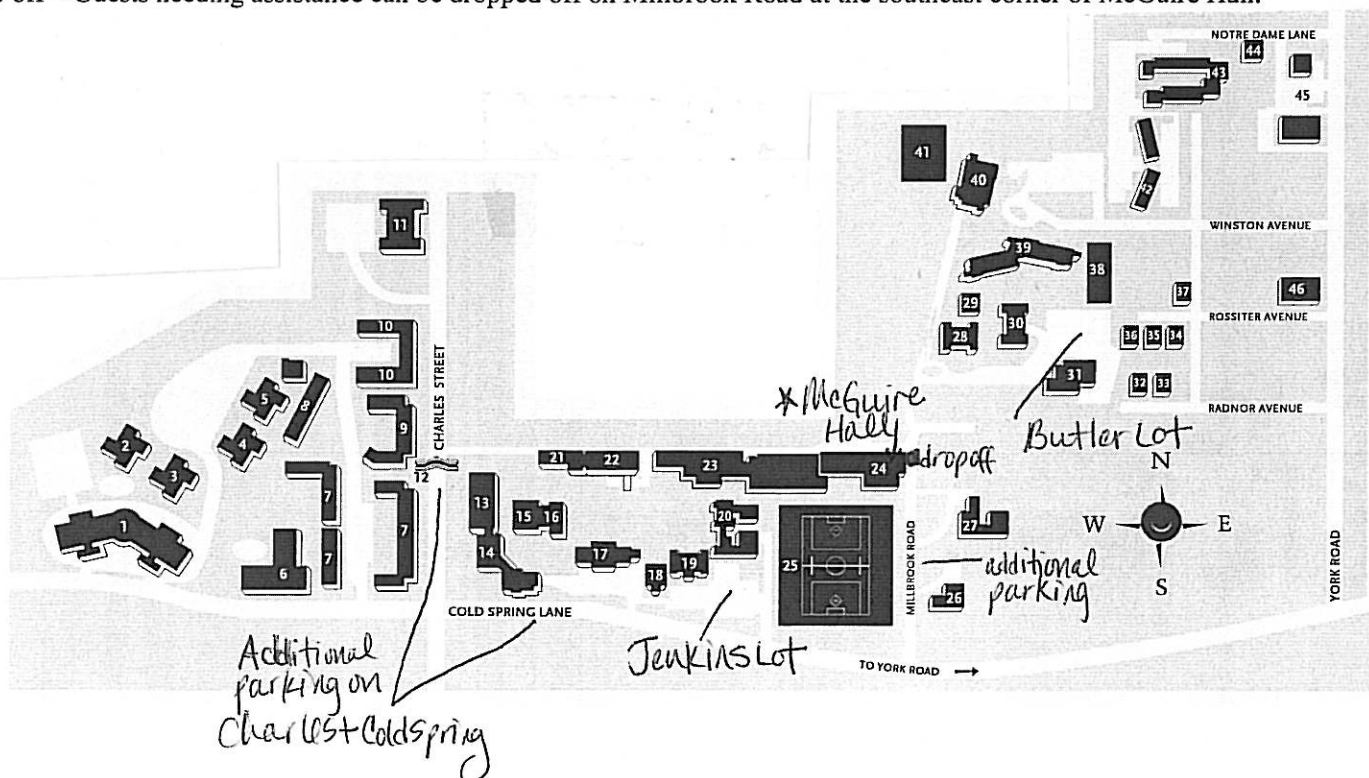 off - Guests needing assistance can be dropped off on Millbrook Road at the southeast corner of McGuire Hall.
NOTRE DAME LANE
44
43
45
41
40
42
11
WINSTON AVENUE
39
38
29
37
46
ROSSITER AVENUE
10
28
30
36 35 34
10
CHARLES STREET
5
8
31
32 33
*McGuire
Hall
RADNOR AVENUE
Butler Lot
2
4
9
3
12
21 22
23
24
dropoff
N
W E
S
1
7
7
7
13
15 16
20
27
14
17
25
MILLBROOK ROAD
additional
parking
YORK ROAD
6
18
19
26
COLD SPRING LANE
Jenkins Lot
TO YORK ROAD →
Additional
parking on
Charles + Coldspring